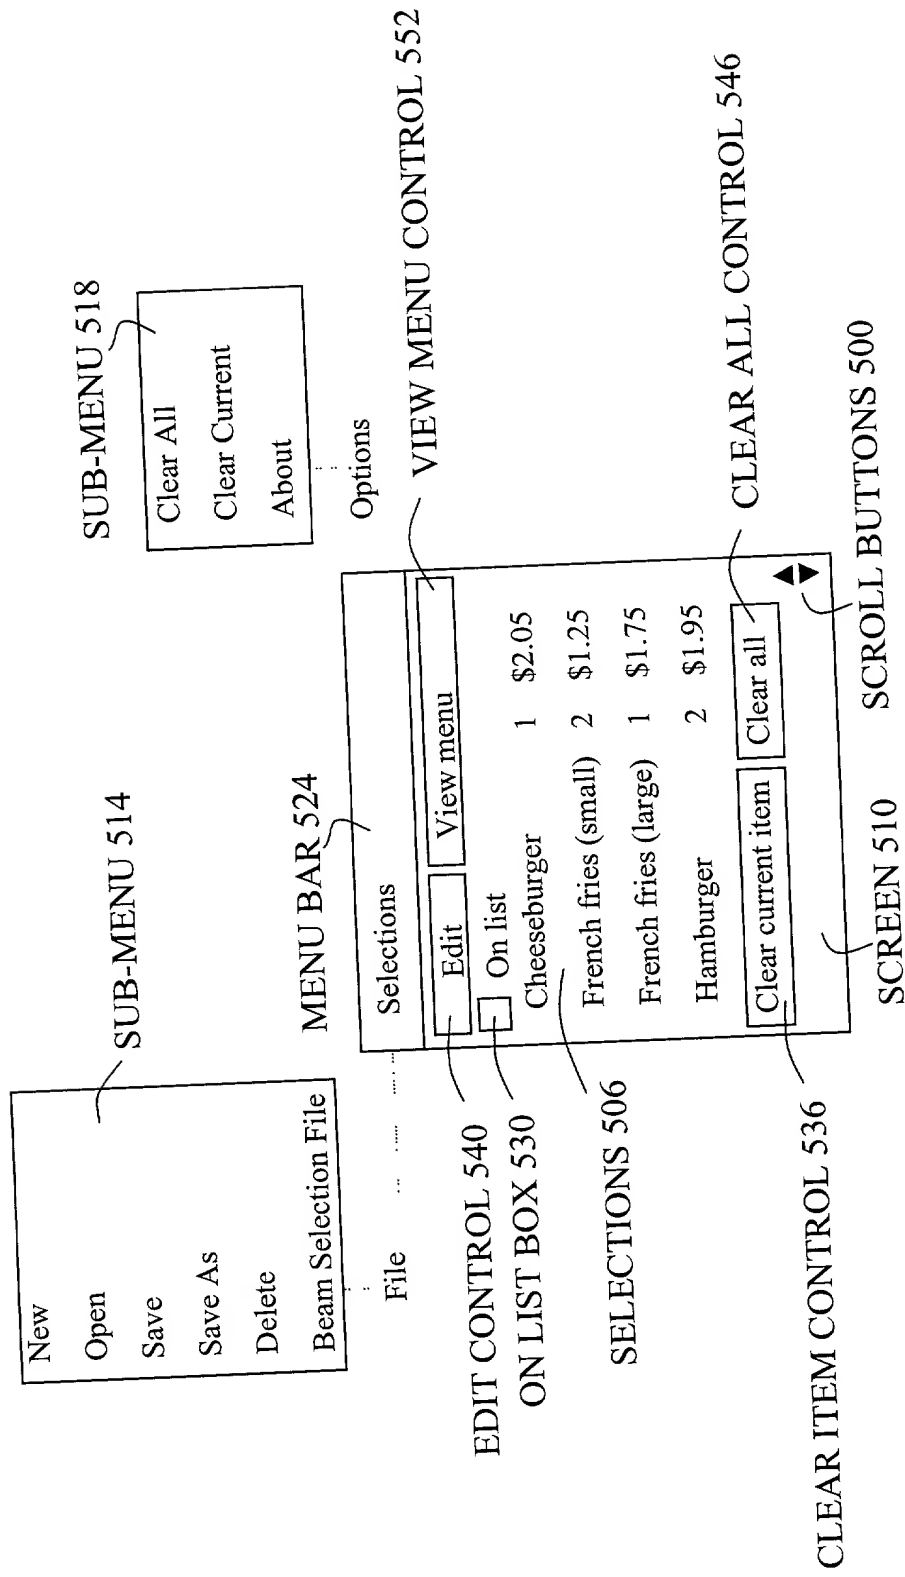 SUB-MENU 514
New
Open
Save
Save As
Delete
Beam Selection File
File
SUB-MENU 518
Clear All
Clear Current
About
Options
MENU BAR 524
Selections
Edit
View menu
On list
Cheeseburger 1 $2.05
French fries (small) 2 $1.25
French fries (large) 1 $1.75
Hamburger 2 $1.95
Clear current item
Clear all
EDIT CONTROL 540
ON LIST BOX 530
SELECTIONS 506
CLEAR ITEM CONTROL 536
VIEW MENU CONTROL 552
CLEAR ALL CONTROL 546
SCROLL BUTTONS 500
SCREEN 510